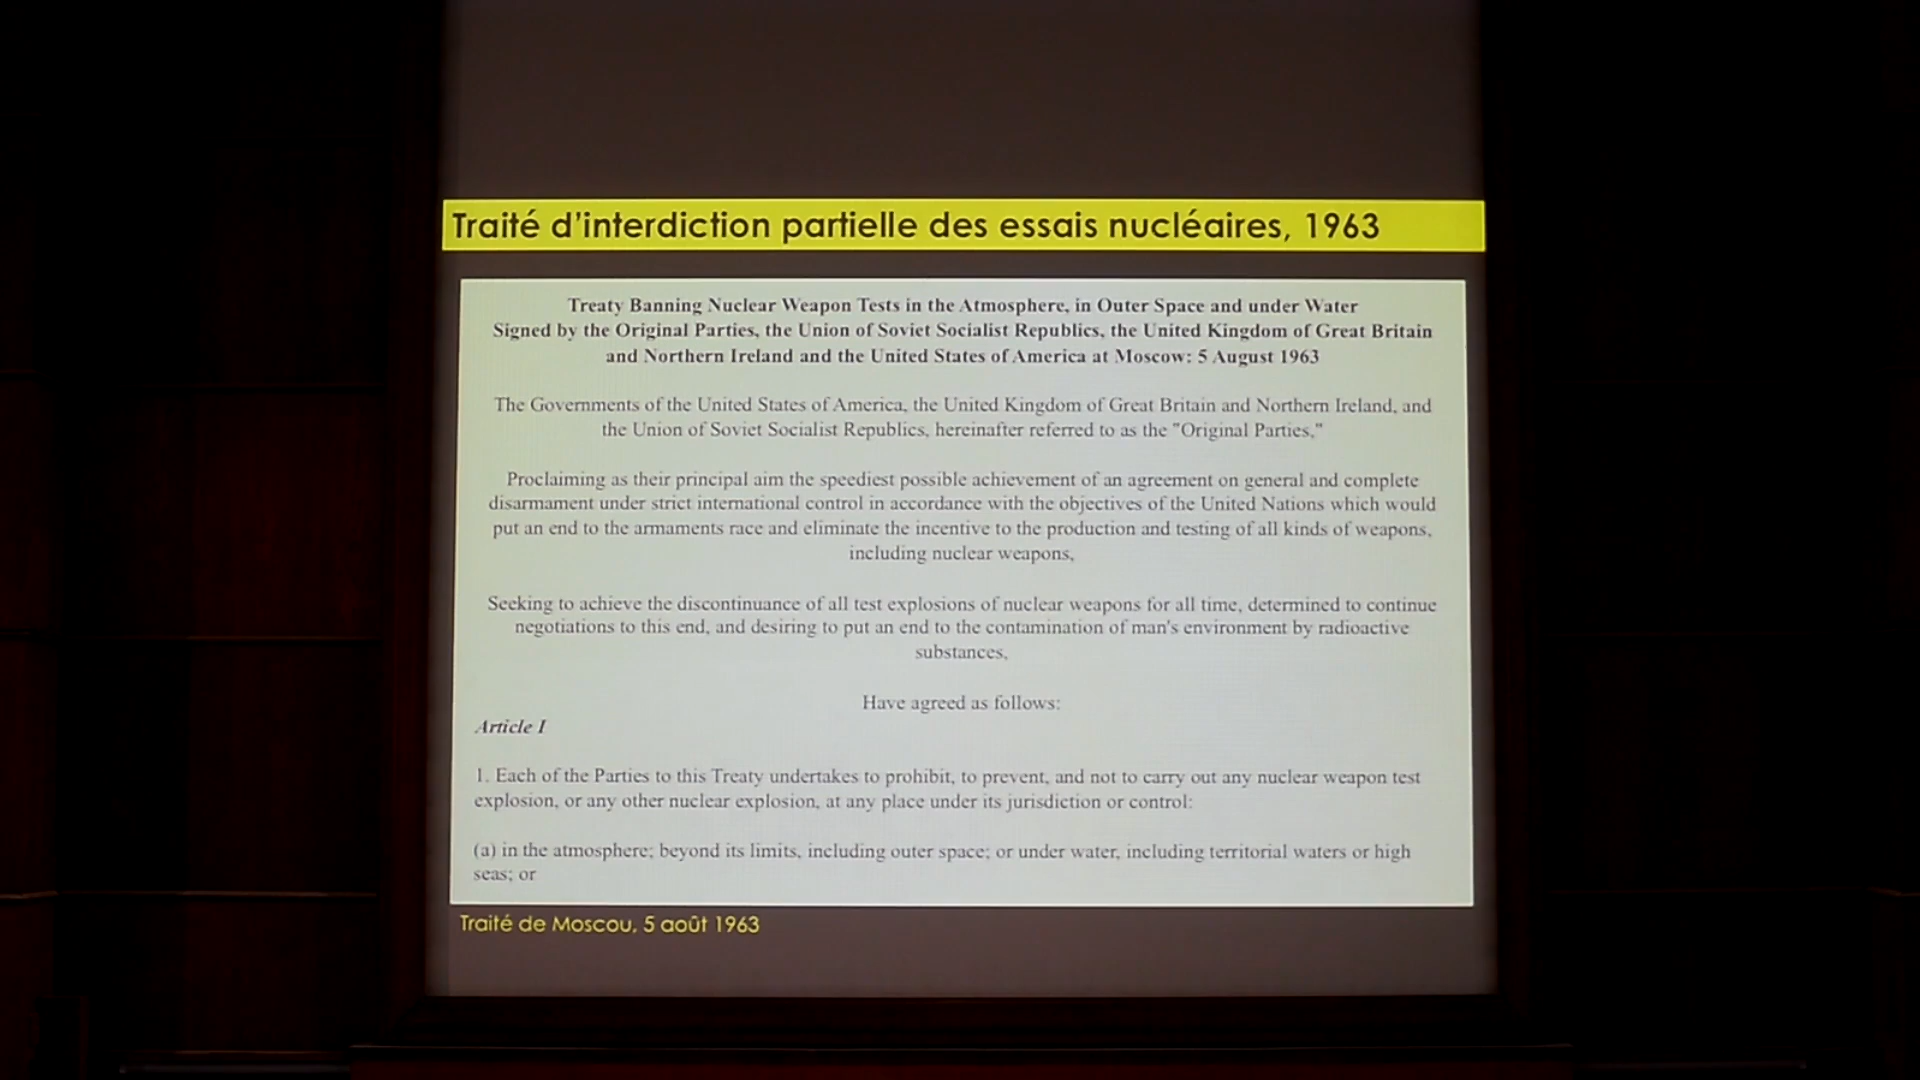 Traité d'interdiction partielle des essais nucléaires, 1963
Treaty Banning Nuclear Weapon Tests in the Atmosphere, in Outer Space and under Water
Signed by the Original Parties, the Union of Soviet Socialist Republics, the United Kingdom of Great Britain
and Northern Ireland and the United States of America at Moscow: 5 August 1963
The Governments of the United States of America, the United Kingdom of Great Britain and Northern Ireland, and
the Union of Soviet Socialist Republics, hereinafter referred to as the "Original Parties,"
Proclaiming as their principal aim the speediest possible achievement of an agreement on general and complete
disarmament under strict international control in accordance with the objectives of the United Nations which would
put an end to the armaments race and eliminate the incentive to the production and testing of all kinds of weapons,
including nuclear weapons,
Seeking to achieve the discontinuance of all test explosions of nuclear weapons for all time, determined to continue
negotiations to this end, and desiring to put an end to the contamination of man's environment by radioactive
substances,
Have agreed as follows:
Article I
1. Each of the Parties to this Treaty undertakes to prohibit, to prevent, and not to carry out any nuclear weapon test
explosion, or any other nuclear explosion, at any place under its jurisdiction or control:
(a) in the atmosphere; beyond its limits, including outer space; or under water, including territorial waters or high
seas; or
Traité de Moscou, 5 août 1963